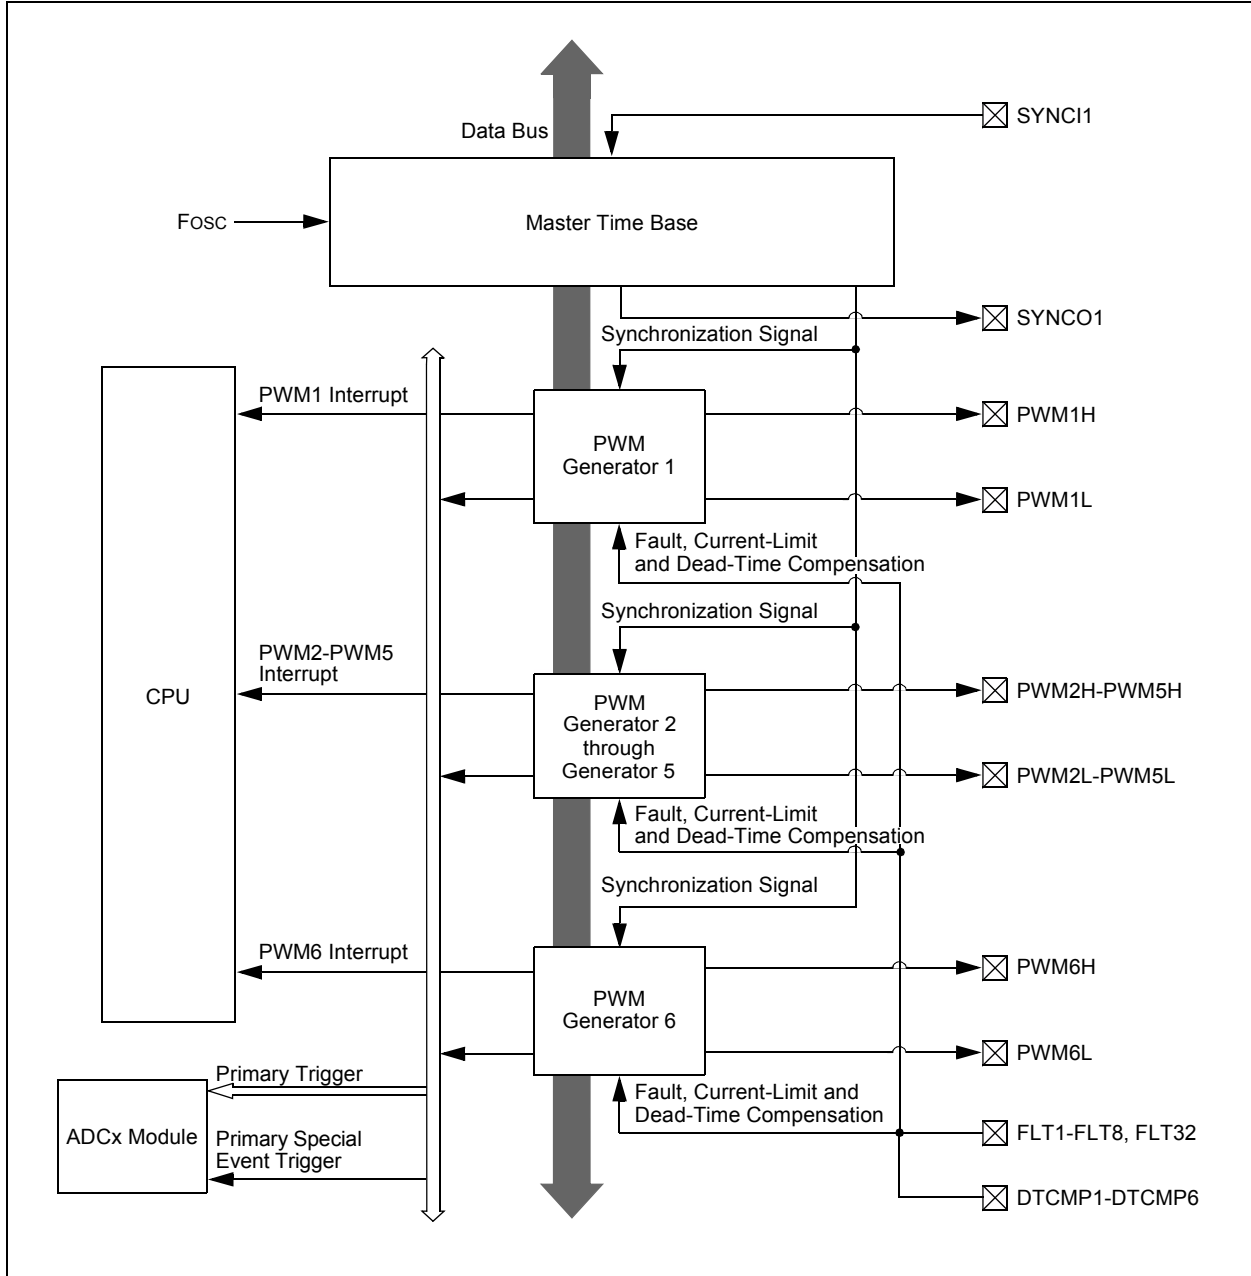 SYNCI1
Data Bus
FOSC
Master Time Base
SYNCO1
Synchronization Signal
PWM1 Interrupt
PWM
Generator 1
PWM1H
PWM1L
Fault, Current-Limit
and Dead-Time Compensation
Synchronization Signal
CPU
PWM2-PWM5
Interrupt
PWM
Generator 2
through
Generator 5
PWM2H-PWM5H
PWM2L-PWM5L
Fault, Current-Limit
and Dead-Time Compensation
Synchronization Signal
PWM6 Interrupt
PWM
Generator 6
PWM6H
PWM6L
Primary Trigger
Fault, Current-Limit and
Dead-Time Compensation
ADCx Module
Primary Special
Event Trigger
FLT1-FLT8, FLT32
DTCMP1-DTCMP6